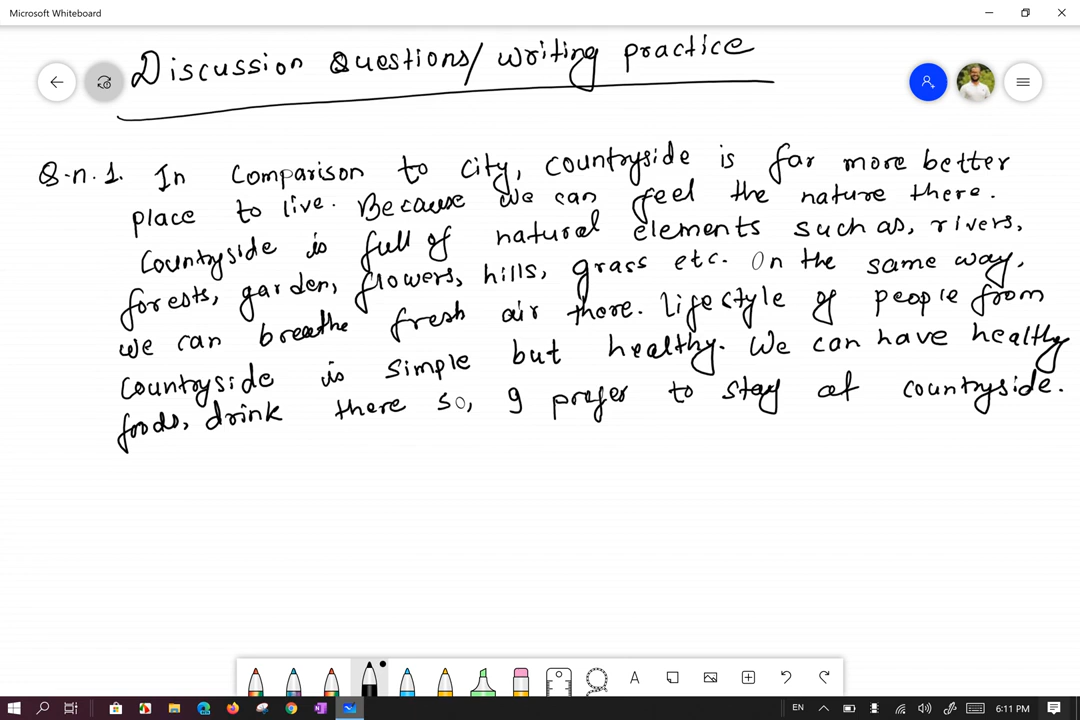 Microsoft Whiteboard
Discussion Questions/ writing practice
Q.n.1. In comparison to city, countryside is far more better
place to live. Because we can feel the nature there.
Countryside is full of natural elements such as, rivers,
forests, garden, flowers, hills, grass etc. On the same way,
we can breathe fresh air there. Lifestyle of people from
countryside is simple but healthy. We can have healthy
foods, drink there so, I prefer to stay at countryside.
A
EN
6:11 PM